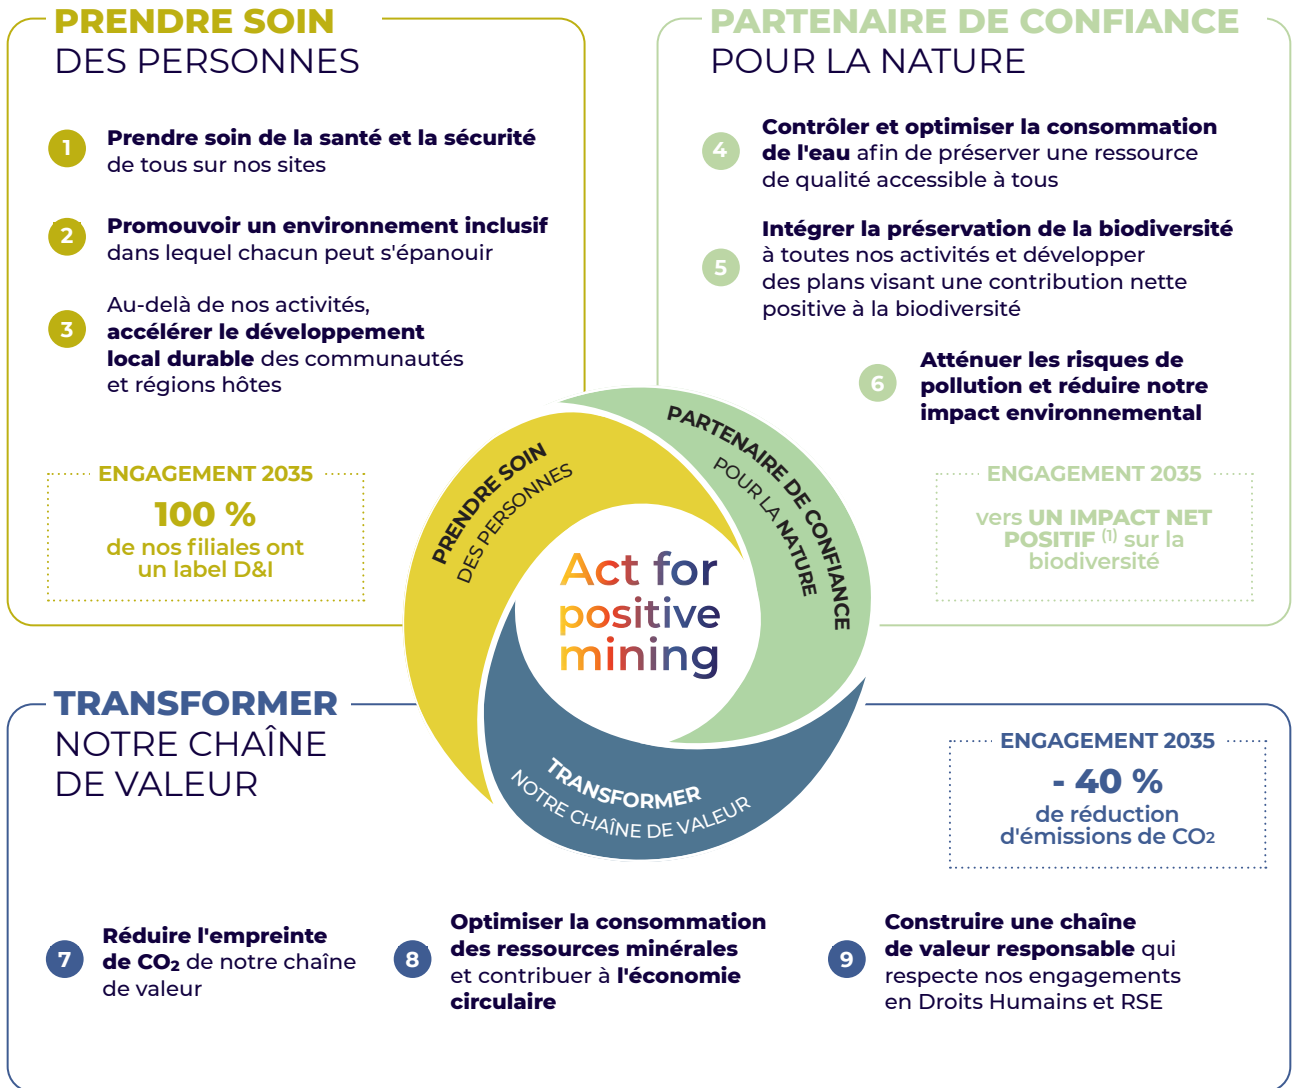 PRENDRE SOIN
DES PERSONNES
1
Prendre soin de la santé et la sécurité
de tous sur nos sites
2
Promouvoir un environnement inclusif
dans lequel chacun peut s'épanouir
3
Au-delà de nos activités,
accélérer le développement
local durable des communautés
et régions hôtes
ENGAGEMENT 2035
100 %
de nos filiales ont
un label D&I
PARTENAIRE DE CONFIANCE
POUR LA NATURE
4
Contrôler et optimiser la consommation
de l'eau afin de préserver une ressource
de qualité accessible à tous
5
Intégrer la préservation de la biodiversité
à toutes nos activités et développer
des plans visant une contribution nette
positive à la biodiversité
6
Atténuer les risques de
pollution et réduire notre
impact environnemental
ENGAGEMENT 2035
vers UN IMPACT NET
POSITIF (1) sur la
biodiversité
PRENDRE SOIN
DES PERSONNES
PARTENAIRE DE CONFIANCE
POUR LA NATURE
Act for
positive
mining
TRANSFORMER
NOTRE CHAÎNE DE VALEUR
TRANSFORMER
NOTRE CHAÎNE
DE VALEUR
ENGAGEMENT 2035
- 40 %
de réduction
d'émissions de CO2
7
Réduire l'empreinte
de CO2 de notre chaîne
de valeur
8
Optimiser la consommation
des ressources minérales
et contribuer à l'économie
circulaire
9
Construire une chaîne
de valeur responsable qui
respecte nos engagements
en Droits Humains et RSE